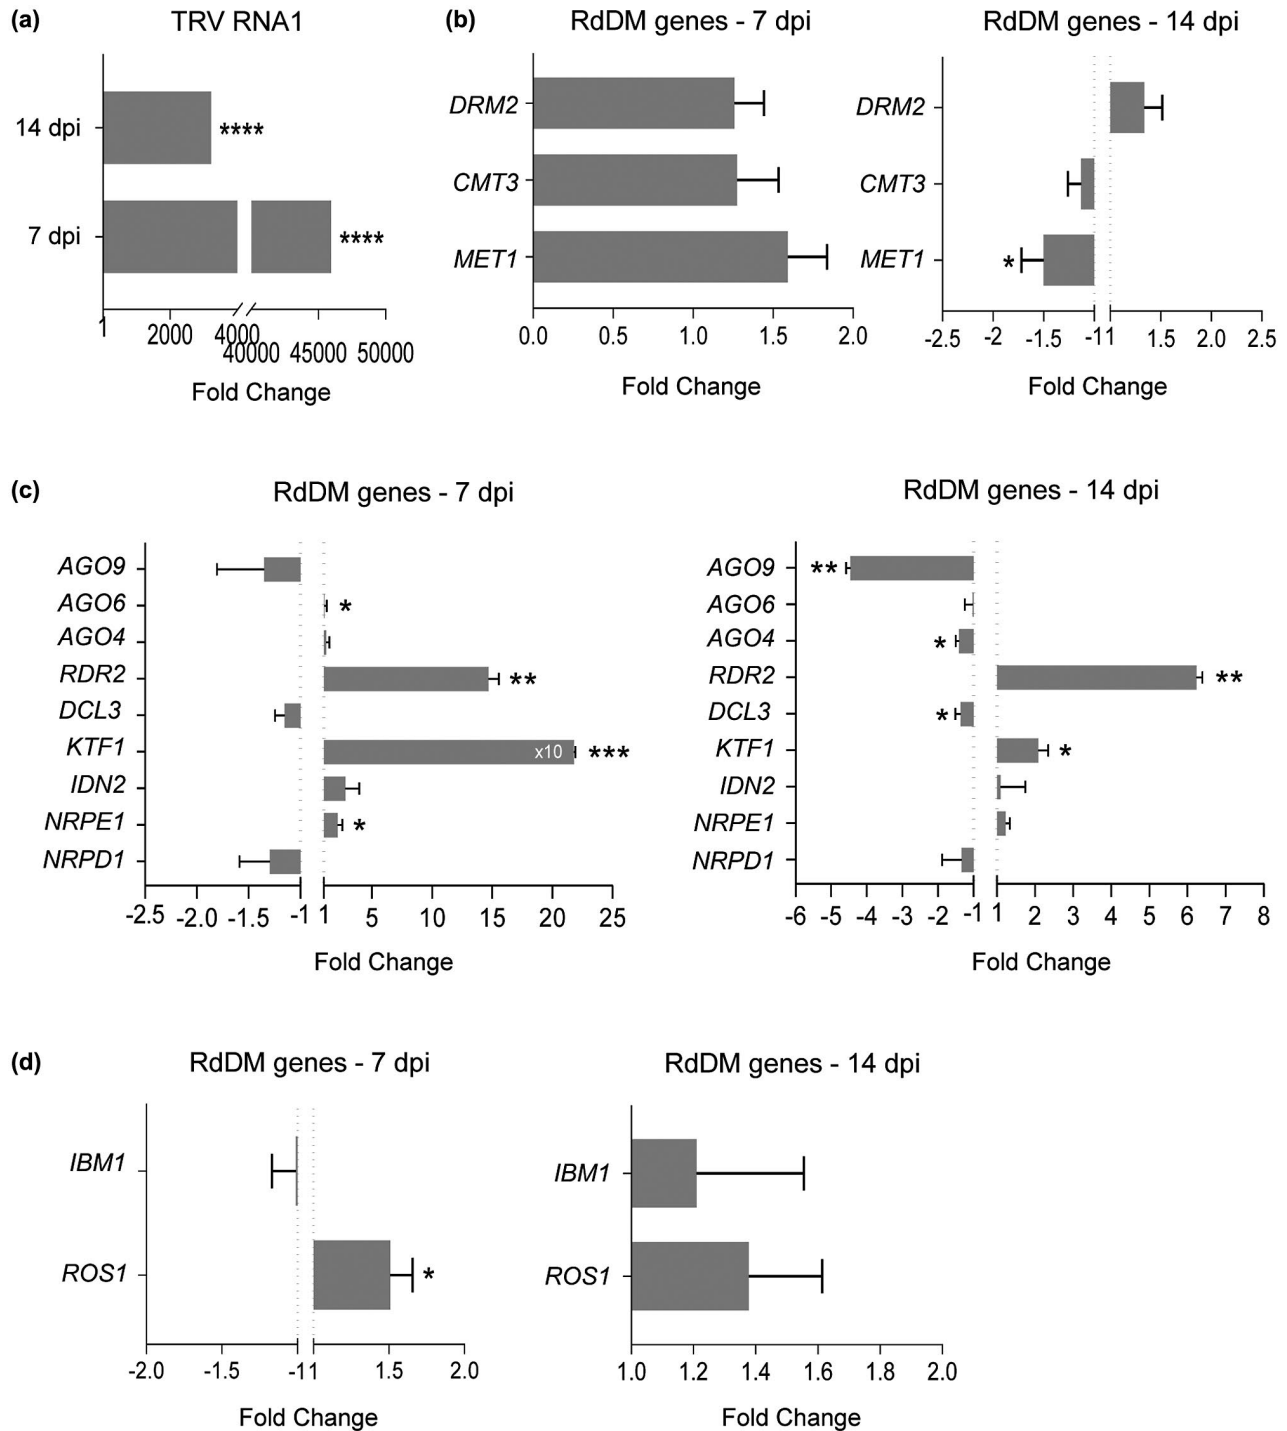 (a) TRV RNA1
14 dpi ****
7 dpi ****
1 2000 4000
40000 45000 50000
Fold Change
(b) RdDM genes - 7 dpi
DRM2
CMT3
MET1
0.0 0.5 1.0 1.5 2.0
Fold Change
RdDM genes - 14 dpi
DRM2
CMT3
MET1 *
-2.5 -2 -1.5 -11 1.5 2.0 2.5
Fold Change
(c) RdDM genes - 7 dpi
AGO9
AGO6 *
AGO4
RDR2 **
DCL3
KTF1 x10 ***
IDN2
NRPE1 *
NRPD1
-2.5 -2.0 -1.5 -1 1 5 10 15 20 25
Fold Change
RdDM genes - 14 dpi
AGO9 **
AGO6
AGO4 *
RDR2 **
DCL3 *
KTF1 *
IDN2
NRPE1
NRPD1
-6 -5 -4 -3 -2 -1 1 2 3 4 5 6 7 8
Fold Change
(d) RdDM genes - 7 dpi
IBM1
ROS1 *
-2.0 -1.5 -11 1.5 2.0
Fold Change
RdDM genes - 14 dpi
IBM1
ROS1
1.0 1.2 1.4 1.6 1.8 2.0
Fold Change